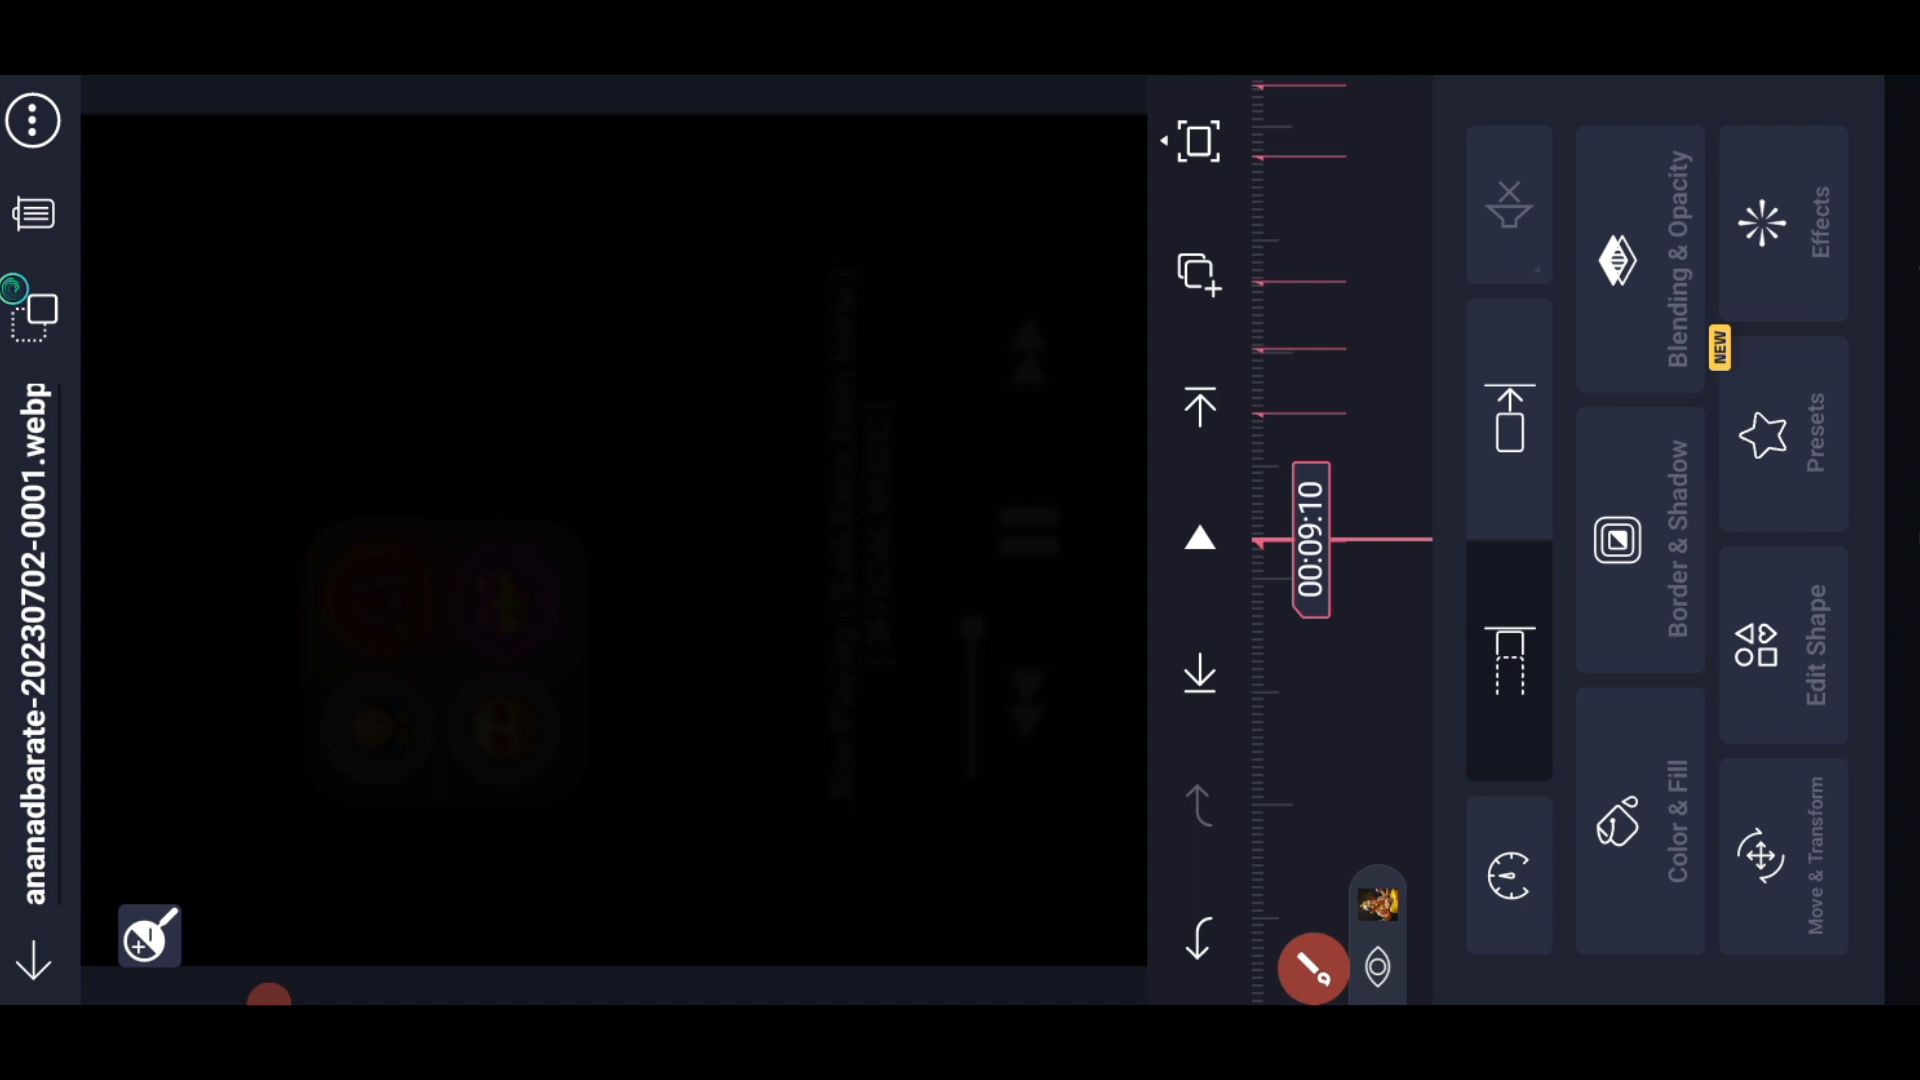 ananadbarate-20230702-0001.webp
00:09:10
Blending & Opacity
Border & Shadow
Color & Fill
Effects
NEW
Presets
Edit Shape
Move & Transform